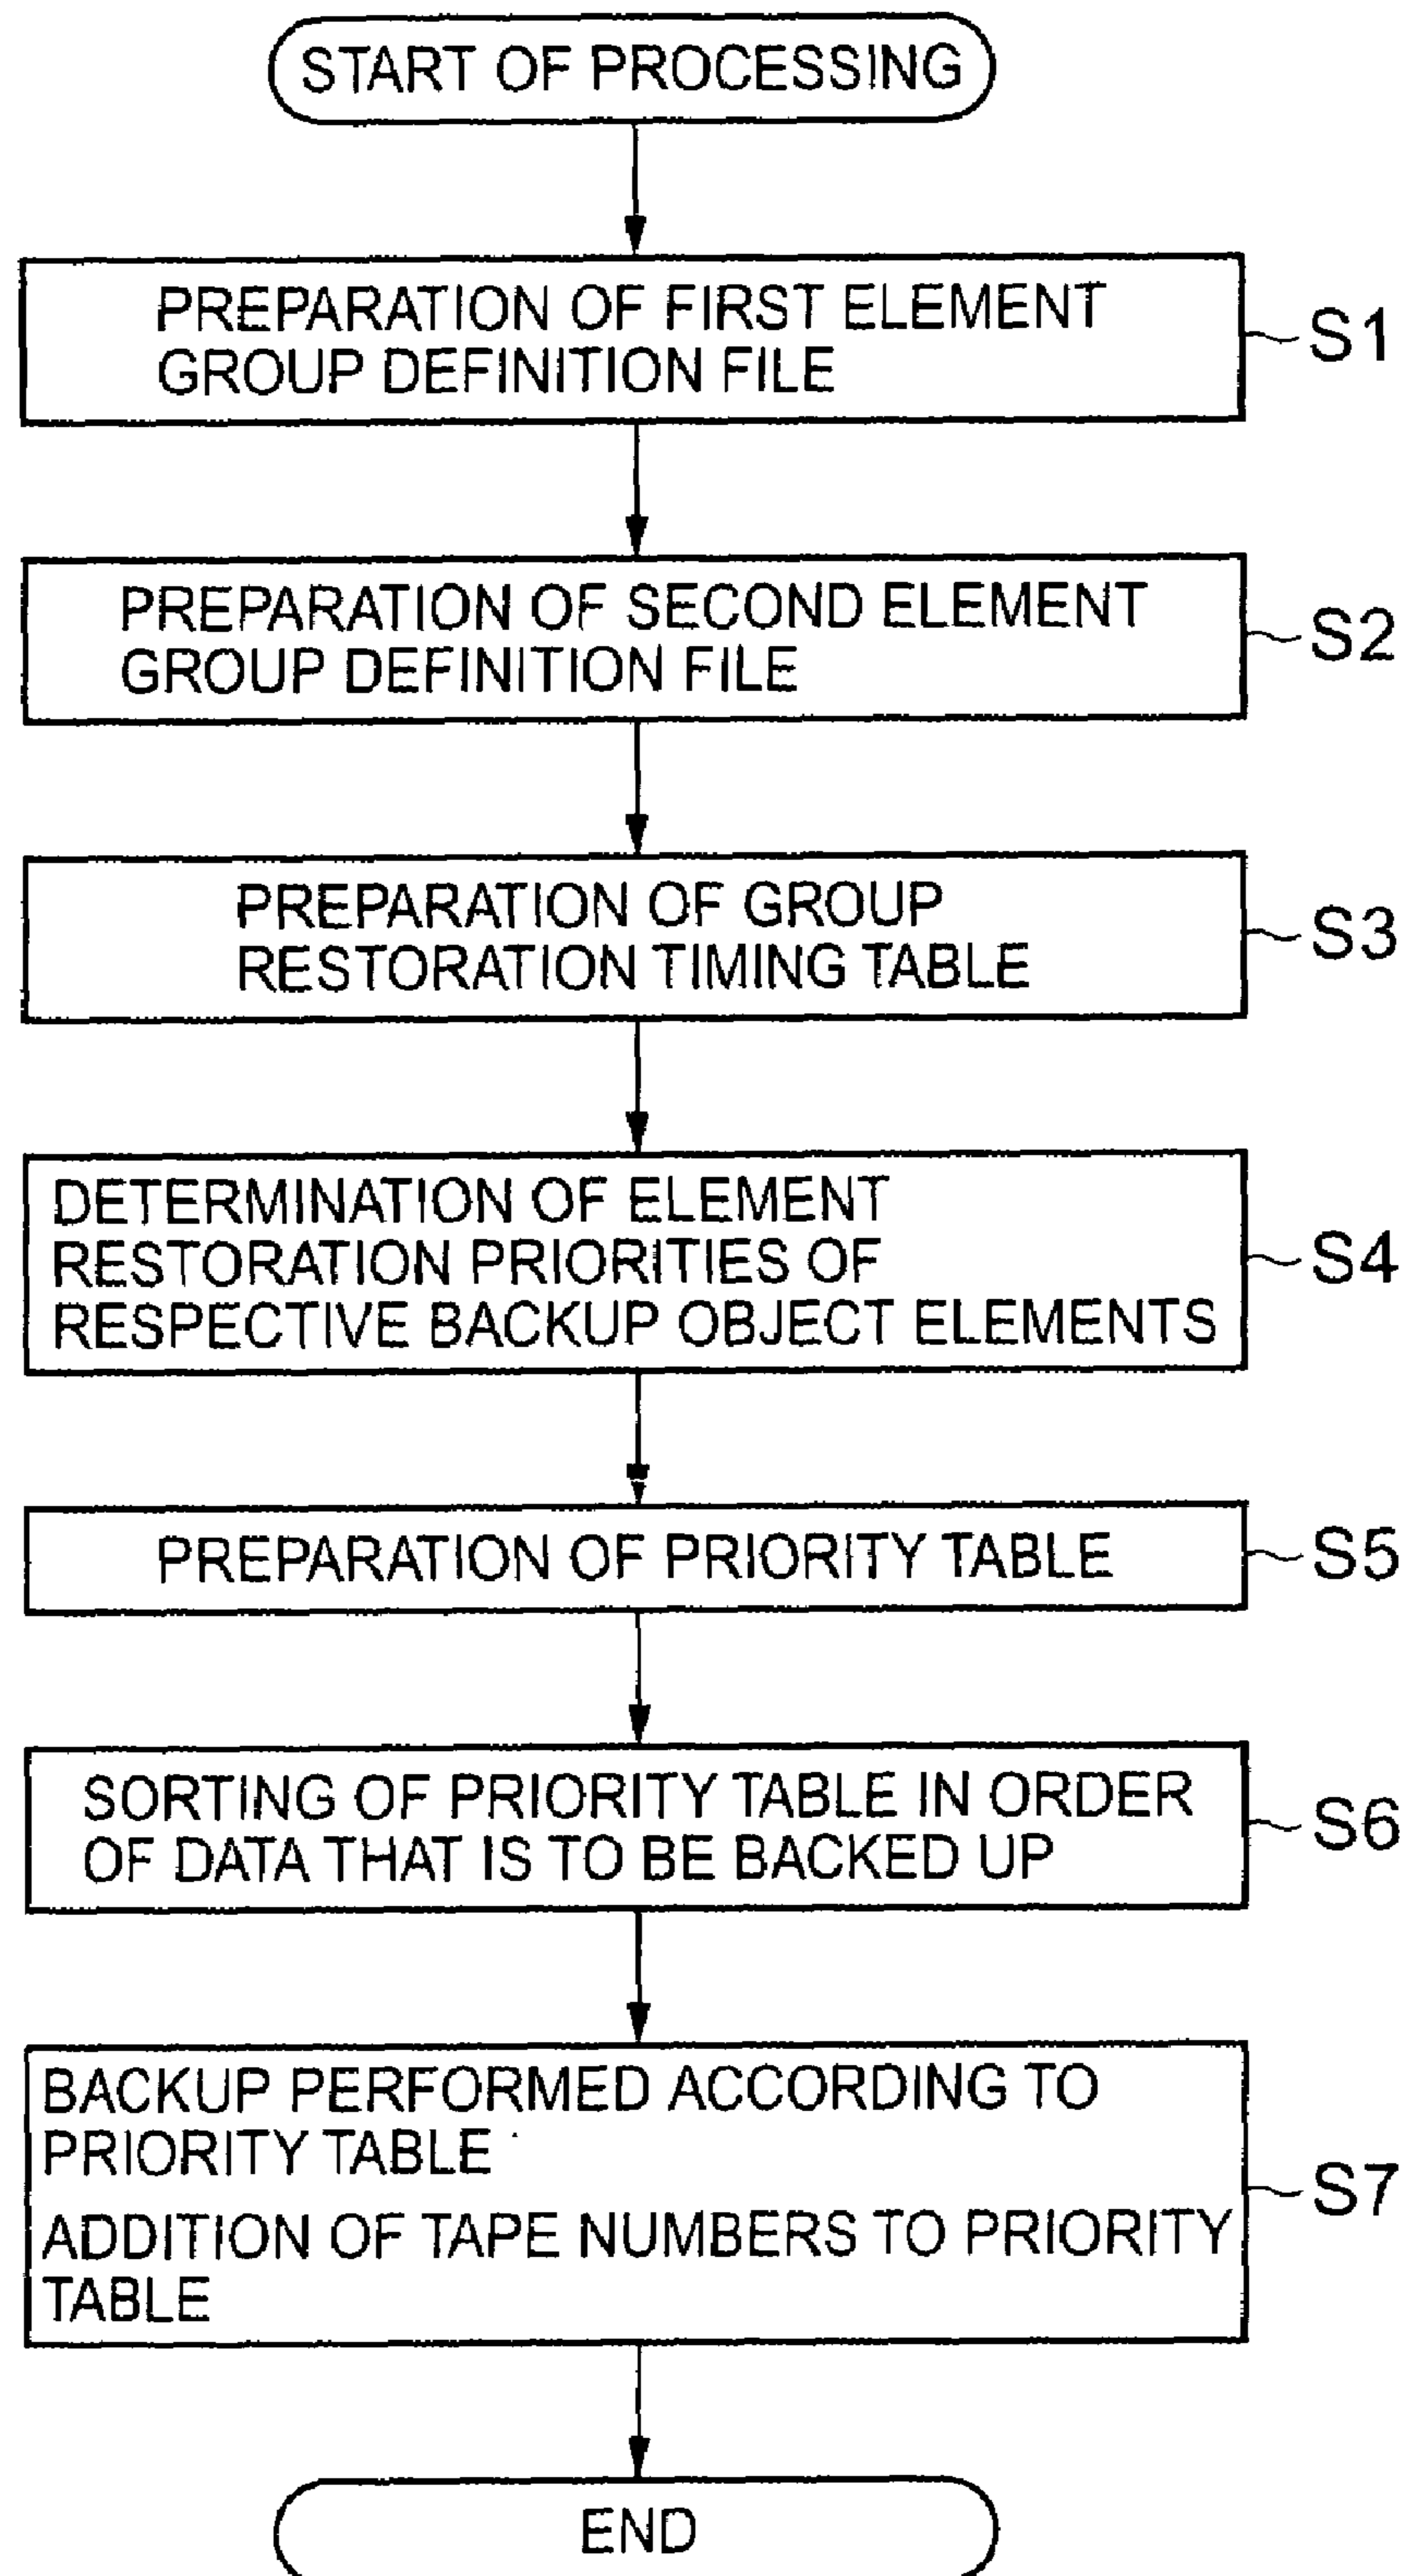 START OF PROCESSING
PREPARATION OF FIRST ELEMENT
GROUP DEFINITION FILE
S1
PREPARATION OF SECOND ELEMENT
GROUP DEFINITION FILE
S2
PREPARATION OF GROUP
RESTORATION TIMING TABLE
S3
DETERMINATION OF ELEMENT
RESTORATION PRIORITIES OF
RESPECTIVE BACKUP OBJECT ELEMENTS
S4
PREPARATION OF PRIORITY TABLE
S5
SORTING OF PRIORITY TABLE IN ORDER
OF DATA THAT IS TO BE BACKED UP
S6
BACKUP PERFORMED ACCORDING TO
PRIORITY TABLE
ADDITION OF TAPE NUMBERS TO PRIORITY
TABLE
S7
END